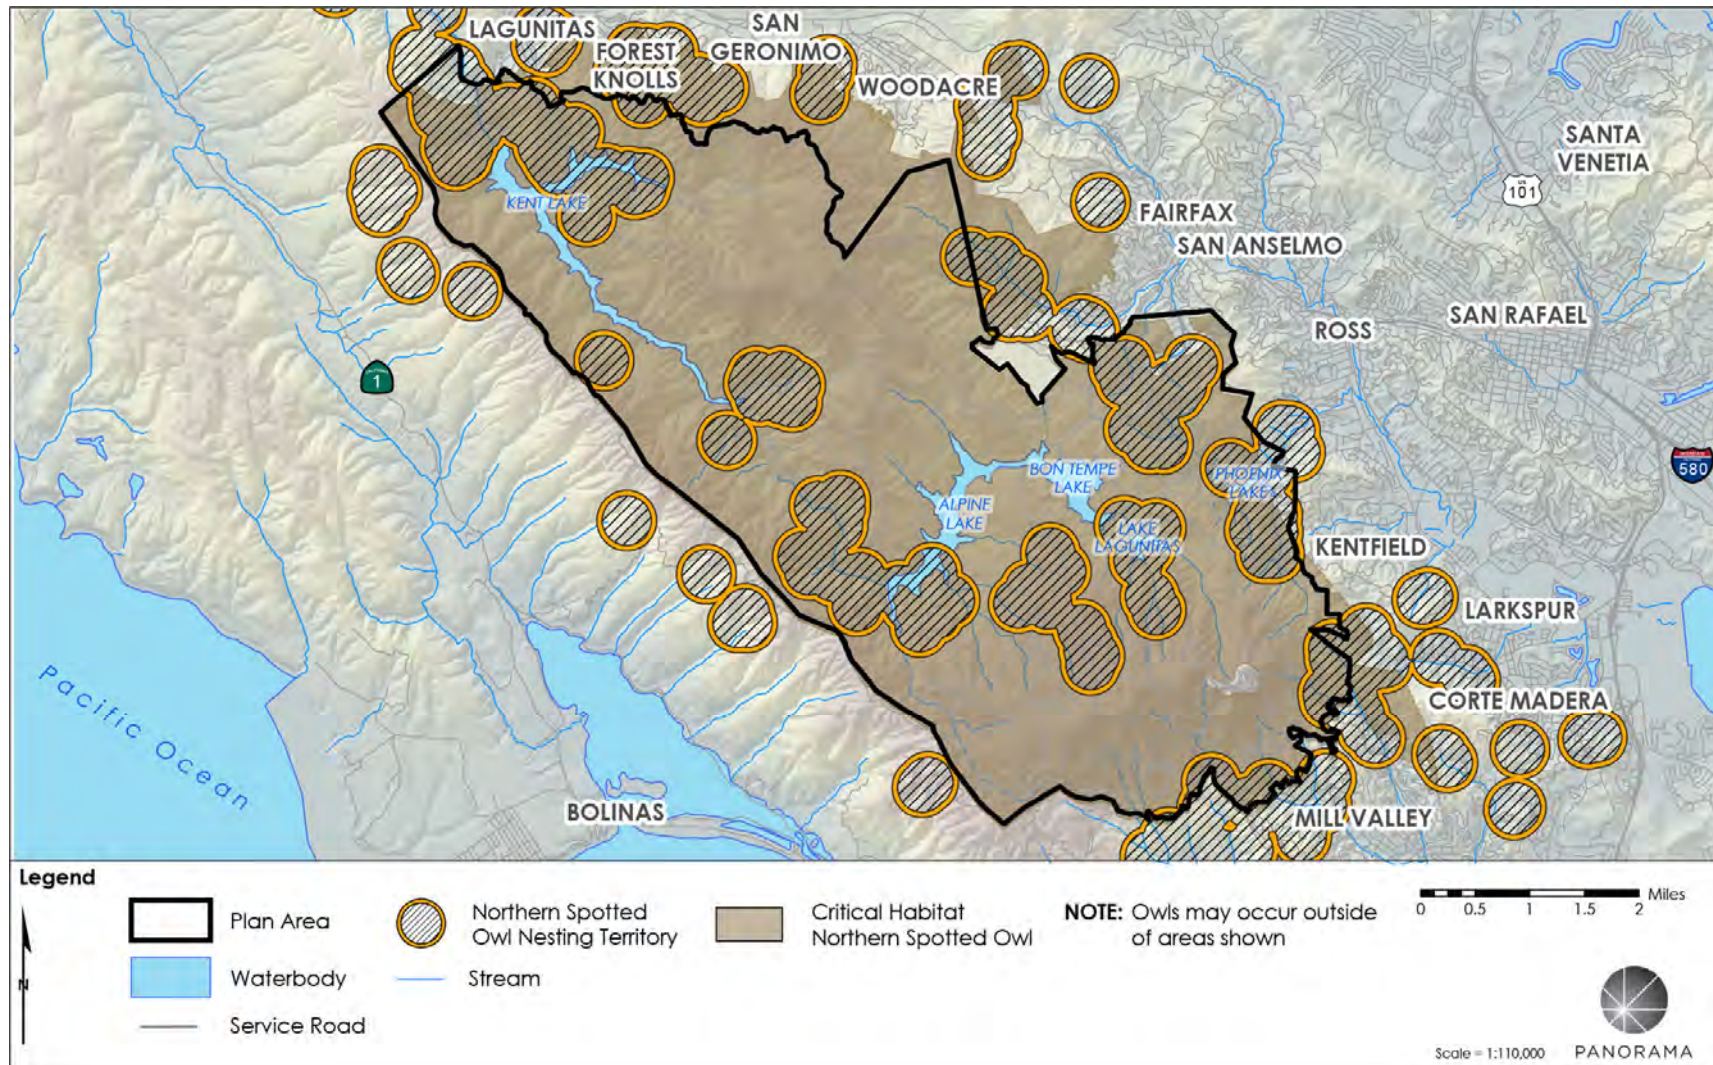 LAGUNITAS
FOREST
KNOLLS
SAN
GERONIMO
WOODACRE
SANTA
VENETIA
US
101
KENT LAKE
FAIRFAX
SAN ANSELMO
SAN RAFAEL
ROSS
CALIFORNIA
1
580
BON TEMPE
LAKE
PHOENIX
LAKES
ALPINE
LAKE
LAKE
LAGUNITAS
KENTFIELD
LARKSPUR
CORTE MADERA
Pacific Ocean
BOLINAS
MILL VALLEY
Legend
N
Plan Area
Waterbody
Service Road
Northern Spotted
Owl Nesting Territory
Stream
Critical Habitat
Northern Spotted Owl
NOTE: Owls may occur outside
of areas shown
0 0.5 1 1.5 2 Miles
Scale = 1:110,000
PANORAMA